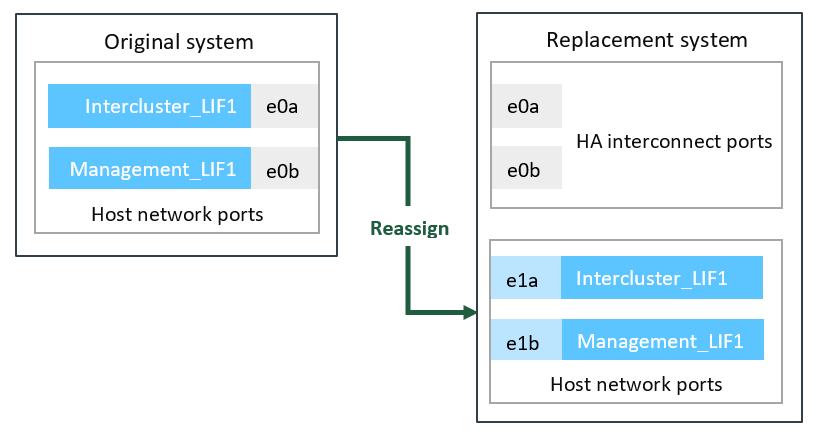 Original system
Intercluster_LIF1 e0a
Management_LIF1 e0b
Host network ports
Reassign
Replacement system
e0a
HA interconnect ports
e0b
e1a Intercluster_LIF1
e1b Management_LIF1
Host network ports